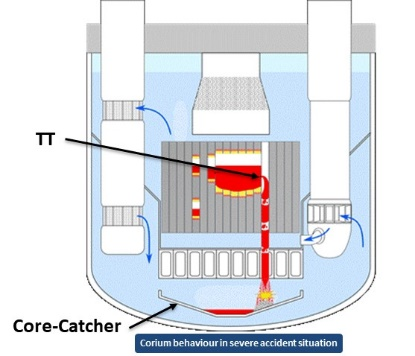 TT
Core-Catcher
Corium behaviour in severe accident situation